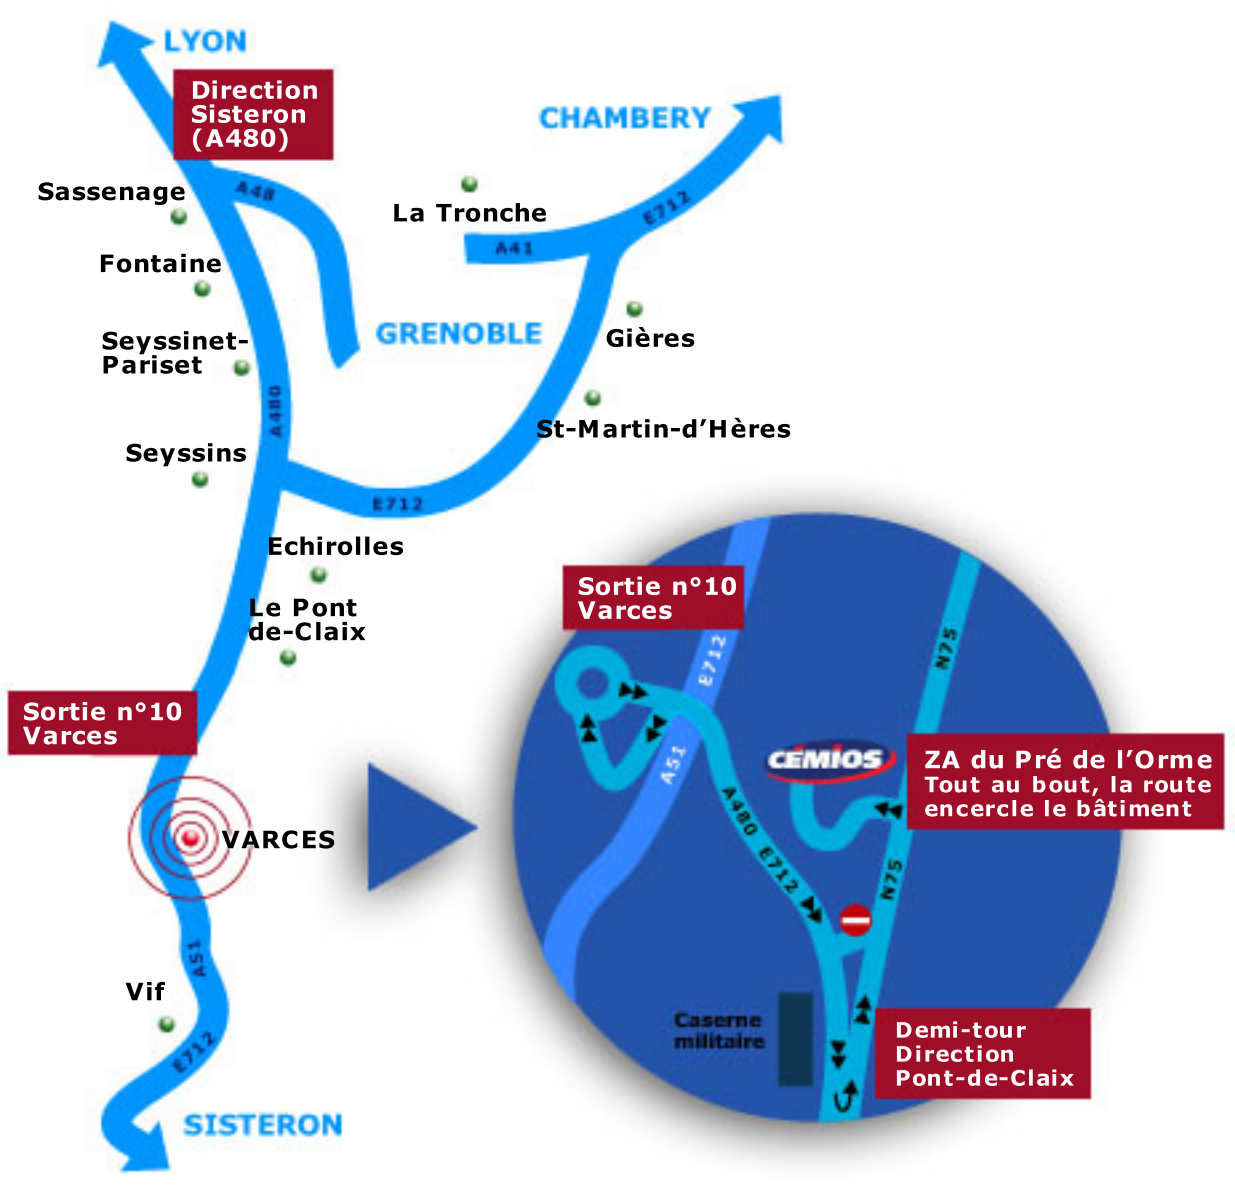 LYON
Direction
Sisteron
(A480)
CHAMBERY
Sassenage
A48
La Tronche
E712
A41
Fontaine
GRENOBLE
Gières
Seyssinet-
Pariset
A480
St-Martin-d’Hères
Seyssins
E712
Echirolles
Le Pont
de-Claix
Sortie n°10
Varces
VARCES
A51
Vif
E712
SISTERON
Sortie n°10
Varces
E712
N75
A51
CÉMIOS
ZA du Pré de l’Orme
Tout au bout, la route
encercle le bâtiment
A480 E712
N75
Caserne
militaire
Demi-tour
Direction
Pont-de-Claix